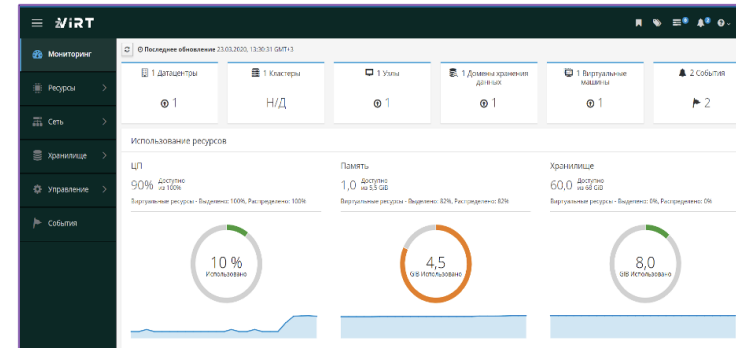 zViRT
Мониторинг
Ресурсы
Сеть
Хранилище
Управление
События
Последнее обновление 23.03.2020, 13:30:31 GMT+3
1 Датацентры
1
1 Кластеры
Н/Д
1 Узлы
1
1 Домены хранения
данных
1
1 Виртуальные
машины
1
2 События
2
Использование ресурсов
ЦП
90% Доступно
из 100%
Виртуальные ресурсы - Выделено: 100%, Распределено: 100%
10 %
Использовано
Память
1,0 Доступно
из 5,5 GiB
Виртуальные ресурсы - Выделено: 82%, Распределено: 82%
4,5
GiB Использовано
Хранилище
60,0 Доступно
из 68 GiB
Виртуальные ресурсы - Выделено: 0%, Распределено: 0%
8,0
GiB Использовано